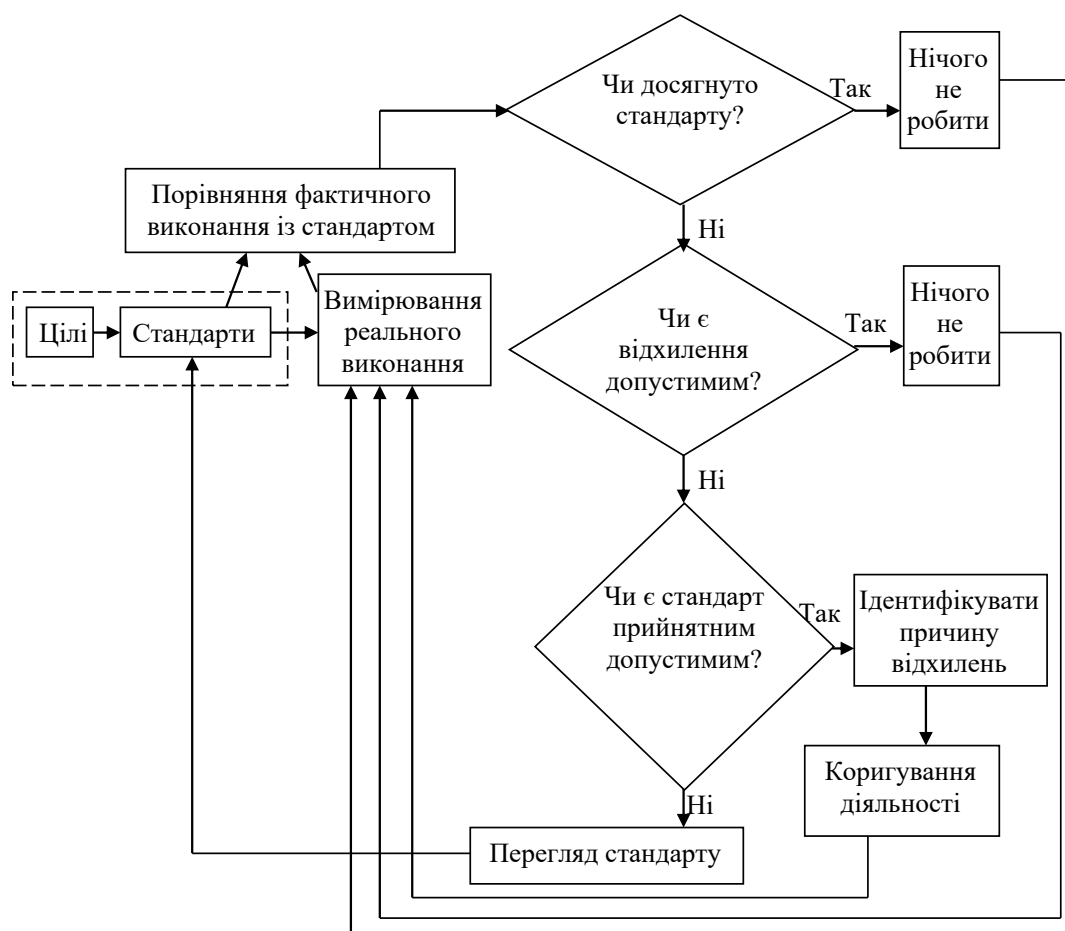 Чи досягнуто
стандарту?
Так
Нічого
не
робити
Порівняння фактичного
виконання із стандартом
Ні
Цілі
Стандарти
Вимірювання
реального
виконання
Чи є
відхилення
допустимим?
Так
Нічого
не
робити
Ні
Чи є стандарт
прийнятним
допустимим?
Так
Ідентифікувати
причину
відхилень
Коригування
діяльності
Ні
Перегляд стандарту